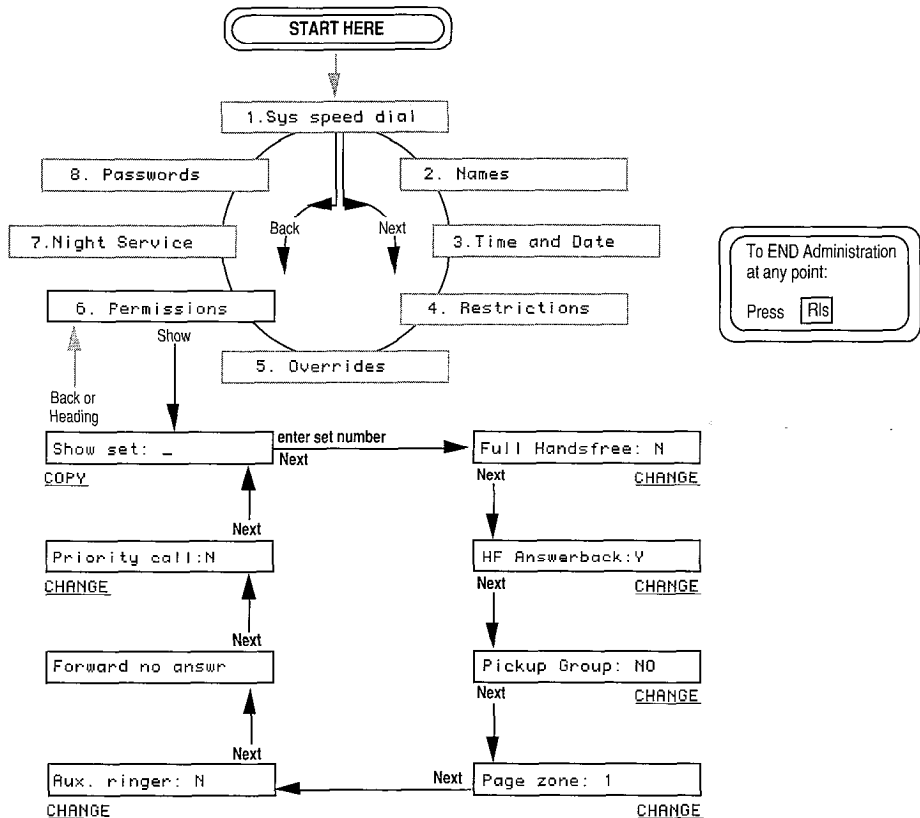 START HERE
1.Sys speed dial
8. Passwords
2. Names
Back
Next
7.Night Service
3.Time and Date
To END Administration
at any point:
Press Rls
6. Permissions
4. Restrictions
Show
5. Overrides
Back or
Heading
Show set: _
enter set number
Next
Full Handsfree: N
COPY
Next
CHANGE
Next
Priority call:N
HF Answerback:Y
CHANGE
Next
CHANGE
Next
Forward no answr
Pickup Group: NO
Next
CHANGE
Next
Aux. ringer: N
Next
Page zone: 1
CHANGE
CHANGE